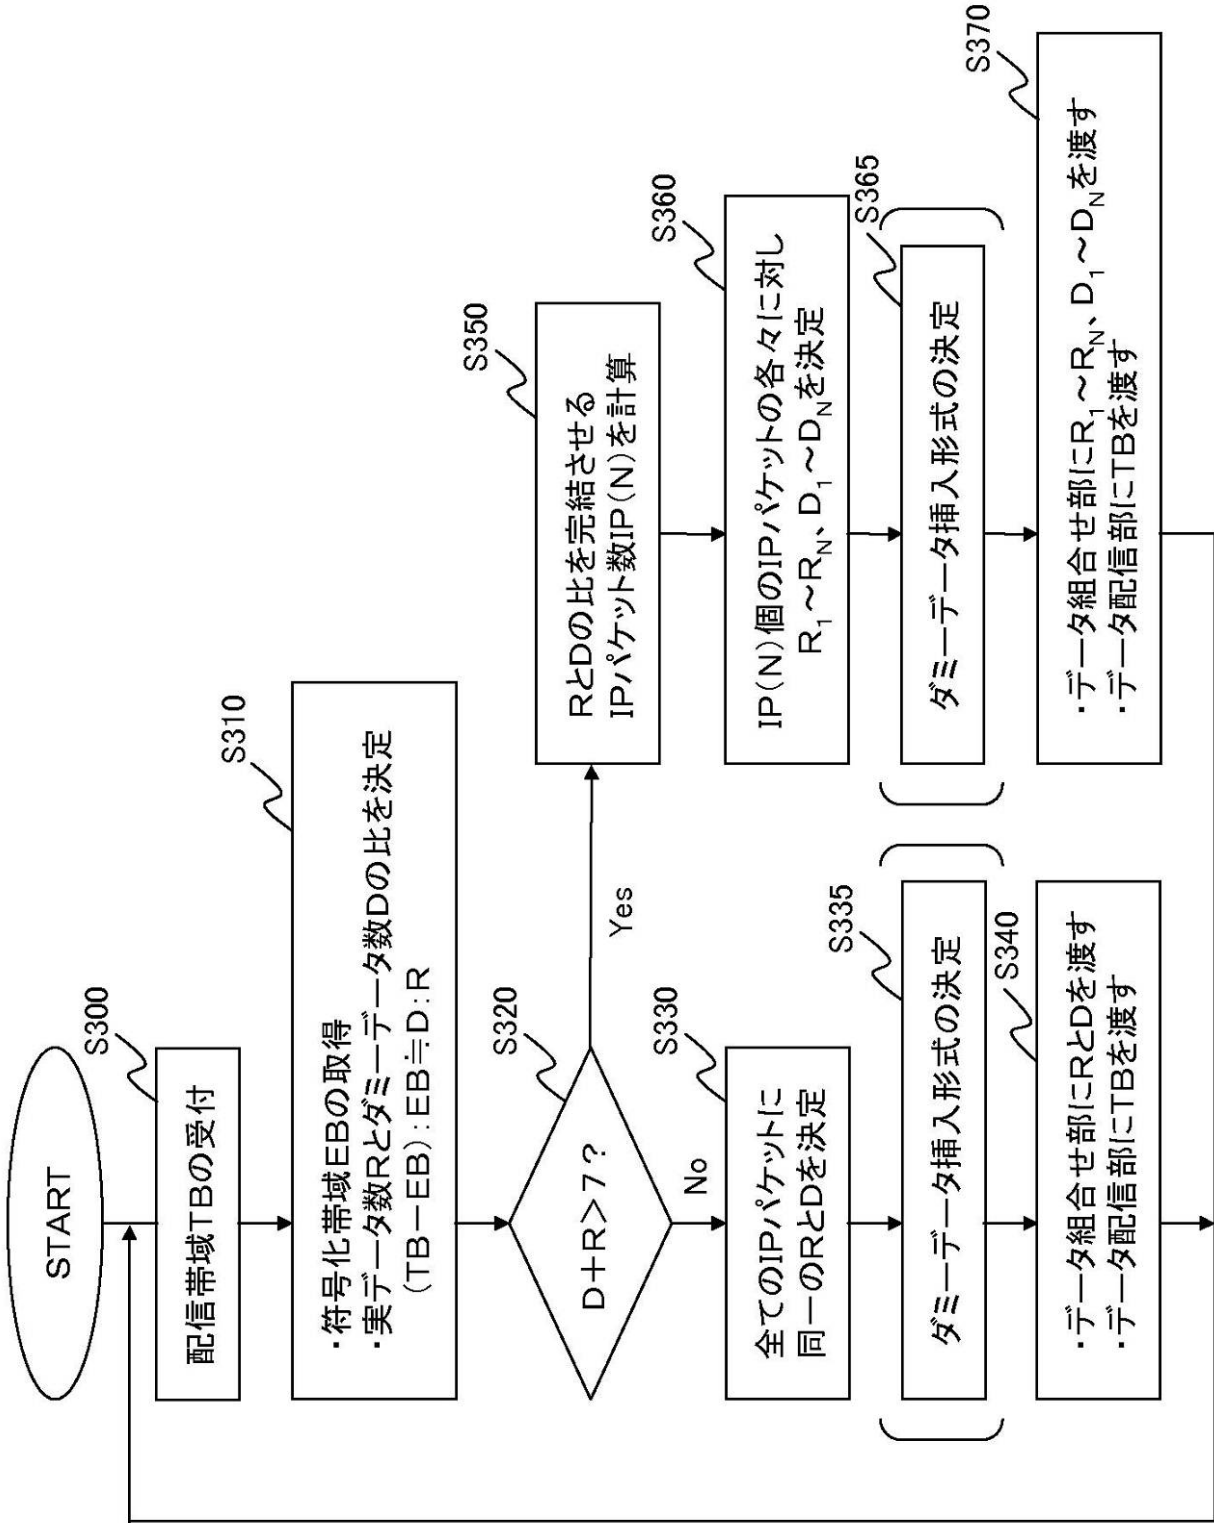 START
S300
配信帯域TBの受付
S310
・符号化帯域EBの取得
・実データ数Rとダミーデータ数Dの比を決定
(TB－EB):EB≒D:R
S320
D+R>7?
Yes
No
S330
全てのIPパケットに
同一のRとDを決定
S335
ダミーデータ挿入形式の決定
S340
・データ組合せ部にRとDを渡す
・データ配信部にTBを渡す
S350
RとDの比を完結させる
IPパケット数IP(N)を計算
S360
IP(N)個のIPパケットの各々に対し
R₁～R_N、D₁～D_Nを決定
S365
ダミーデータ挿入形式の決定
S370
・データ組合せ部にR₁～R_N、D₁～D_Nを渡す
・データ配信部にTBを渡す